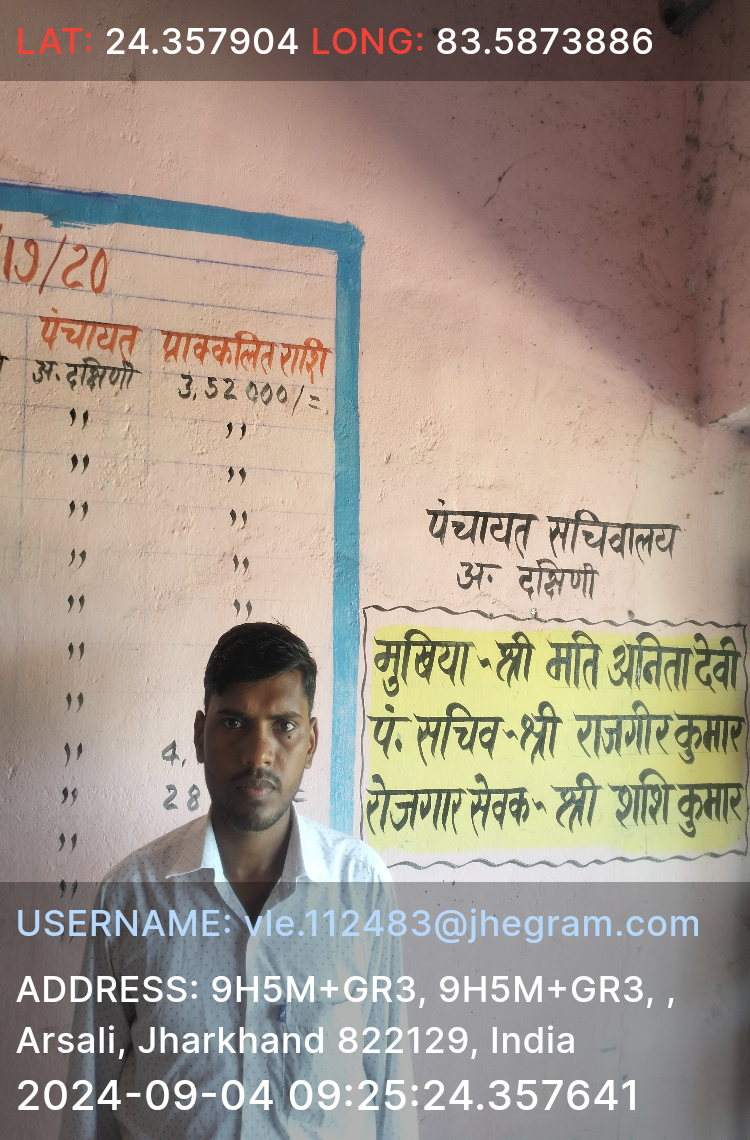 LAT: 24.357904 LONG: 83.5873886
/19/20
पंचायत प्राक्कलित राशि
अ. दक्षिणी 3,52000/=
,, ,,
,, ,,
,, ,,
,, ,,
,, ,,
,,
,,
,, 4.
,, 28
,,
,,
पंचायत सचिवालय
अ. दक्षिणी
मुखिया - श्री मति अनिता देवी
पं. सचिव - श्री राजगीर कुमार
रोजगार सेवक - श्री शशि कुमार
USERNAME: vle.112483@jhegram.com
ADDRESS: 9H5M+GR3, 9H5M+GR3, ,
Arsali, Jharkhand 822129, India
2024-09-04 09:25:24.357641